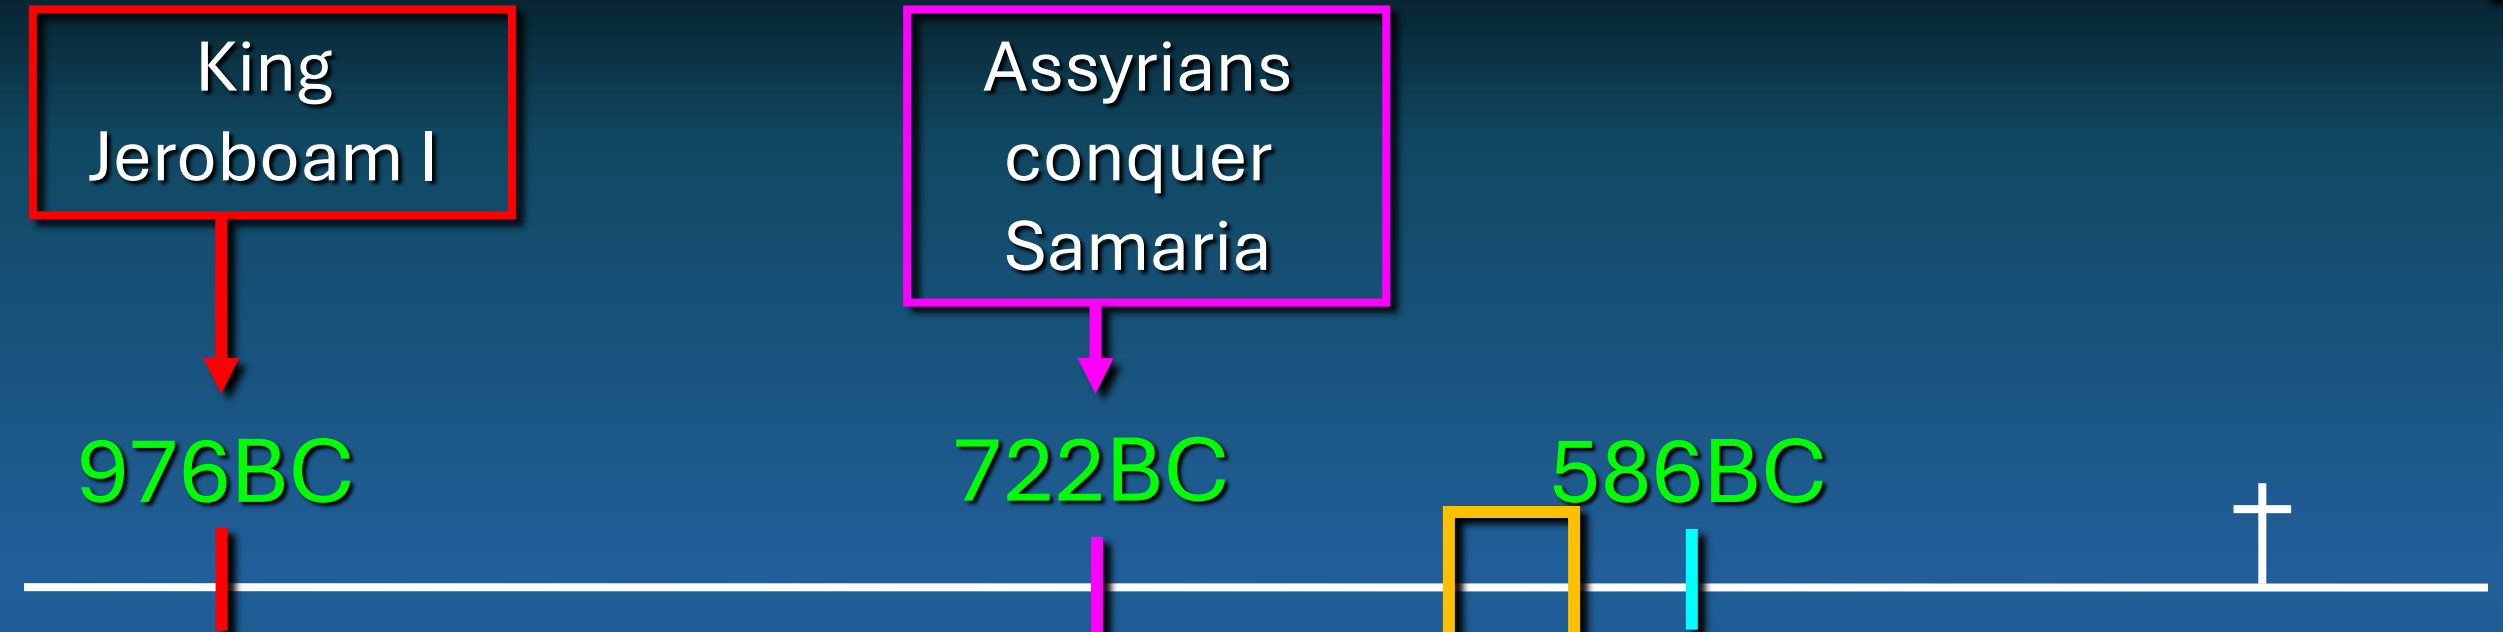 King
Jeroboam I
Assyrians
conquer
Samaria
976BC
722BC
586BC